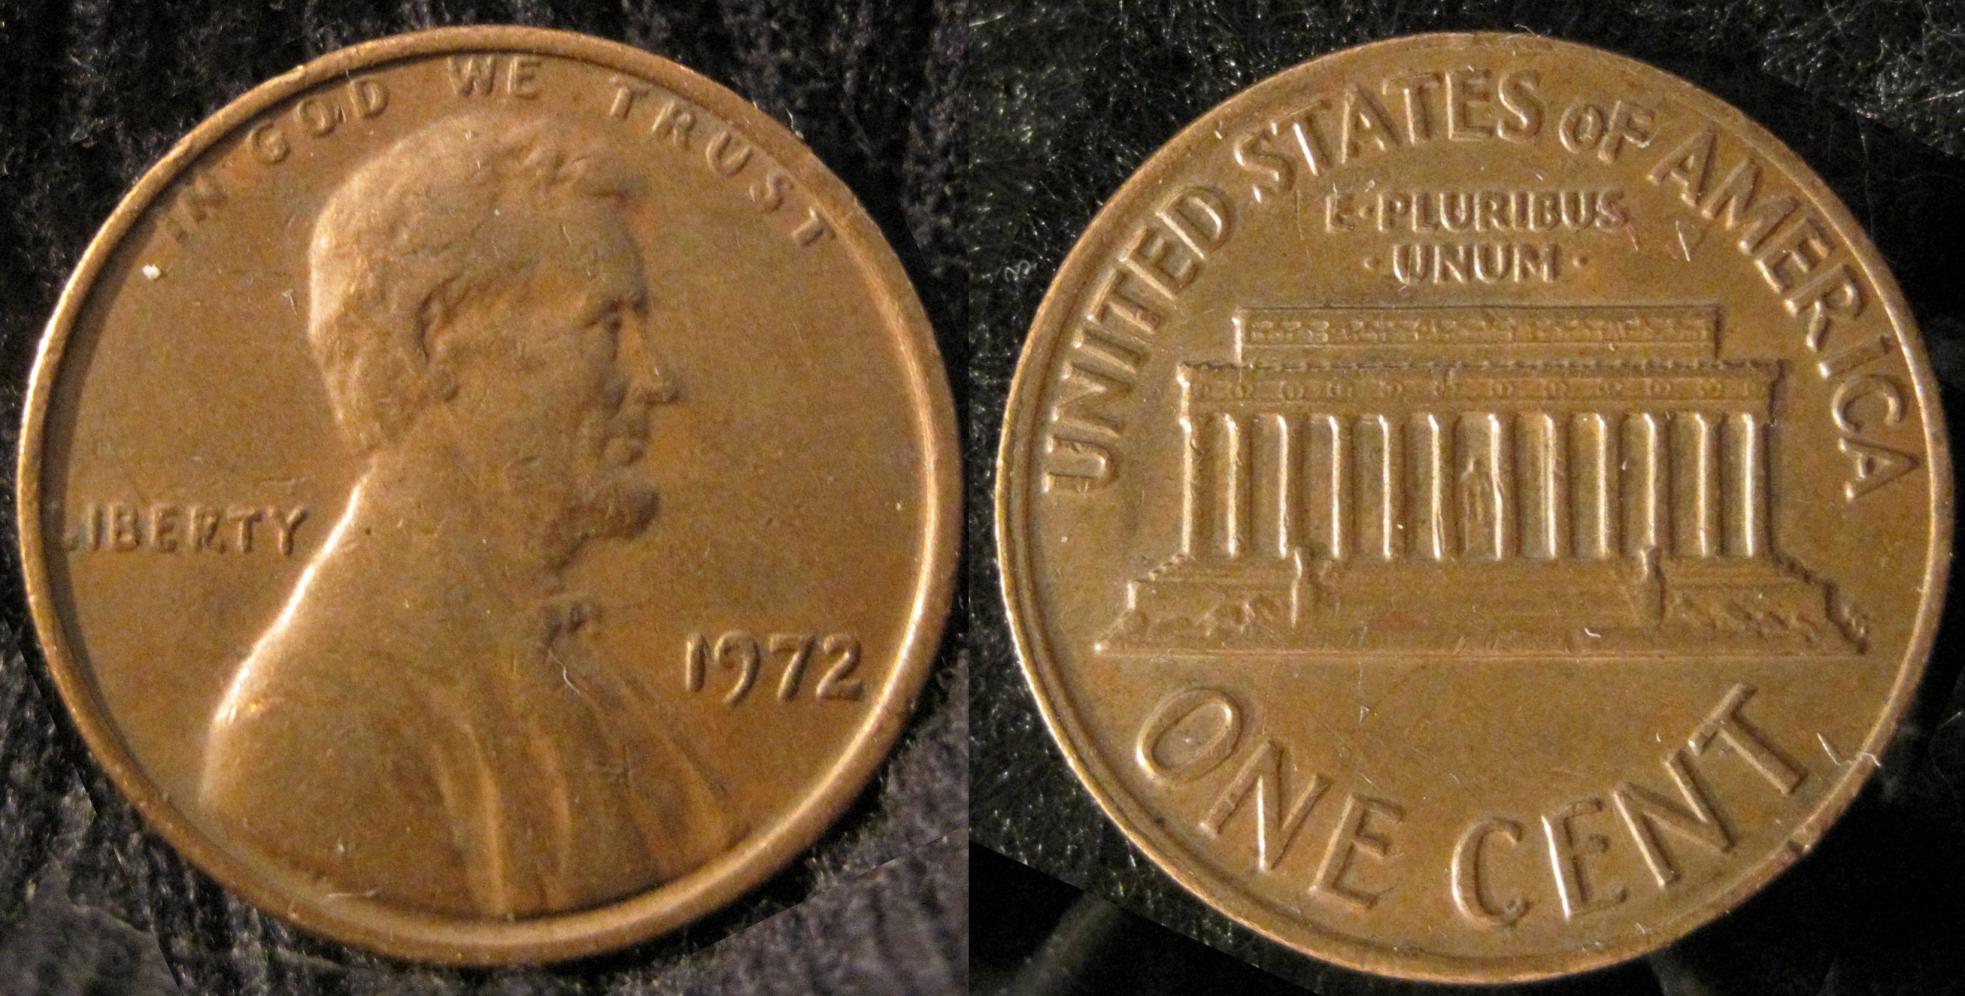 IN GOD WE TRUST
LIBERTY
1972
UNITED STATES OF AMERICA
E·PLURIBUS
·UNUM·
ONE CENT